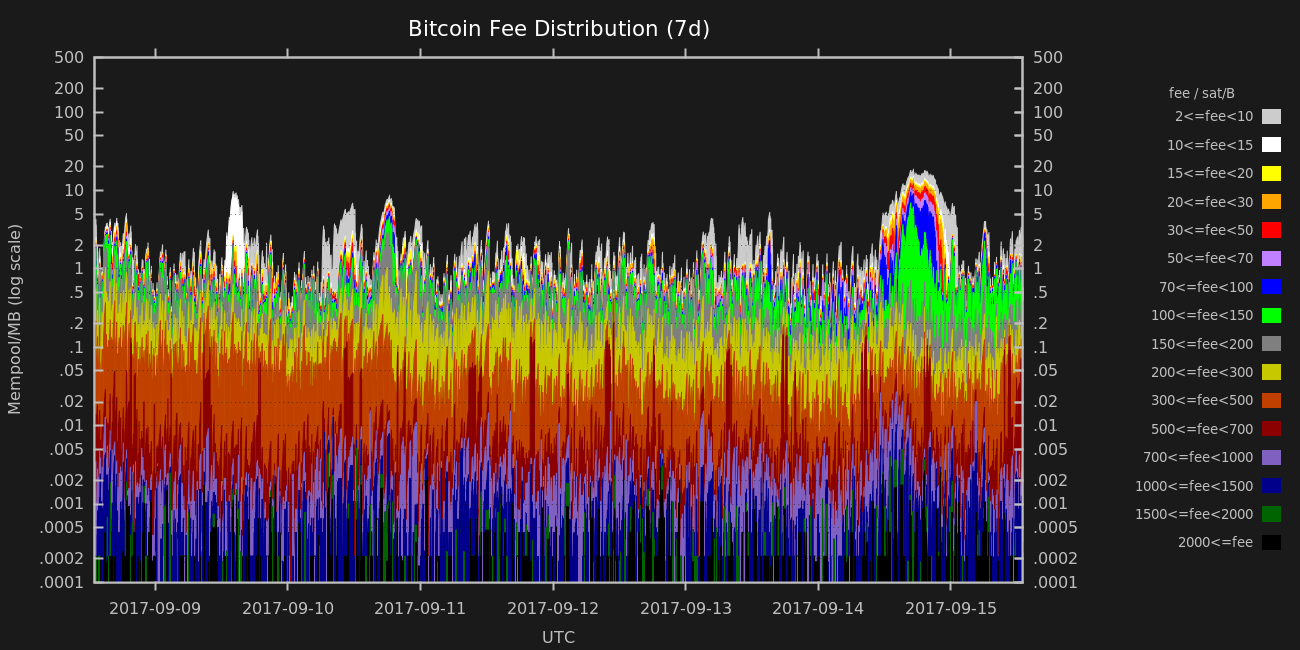 Bitcoin Fee Distribution (7d)
Mempool/MB (log scale)
500
200
100
50
20
10
5
2
1
.5
.2
.1
.05
.02
.01
.005
.002
.001
.0005
.0002
.0001
500
200
100
50
20
10
5
2
1
.5
.2
.1
.05
.02
.01
.005
.002
.001
.0005
.0002
.0001
2017-09-09 2017-09-10 2017-09-11 2017-09-12 2017-09-13 2017-09-14 2017-09-15
UTC
fee / sat/B
2<=fee<10
10<=fee<15
15<=fee<20
20<=fee<30
30<=fee<50
50<=fee<70
70<=fee<100
100<=fee<150
150<=fee<200
200<=fee<300
300<=fee<500
500<=fee<700
700<=fee<1000
1000<=fee<1500
1500<=fee<2000
2000<=fee